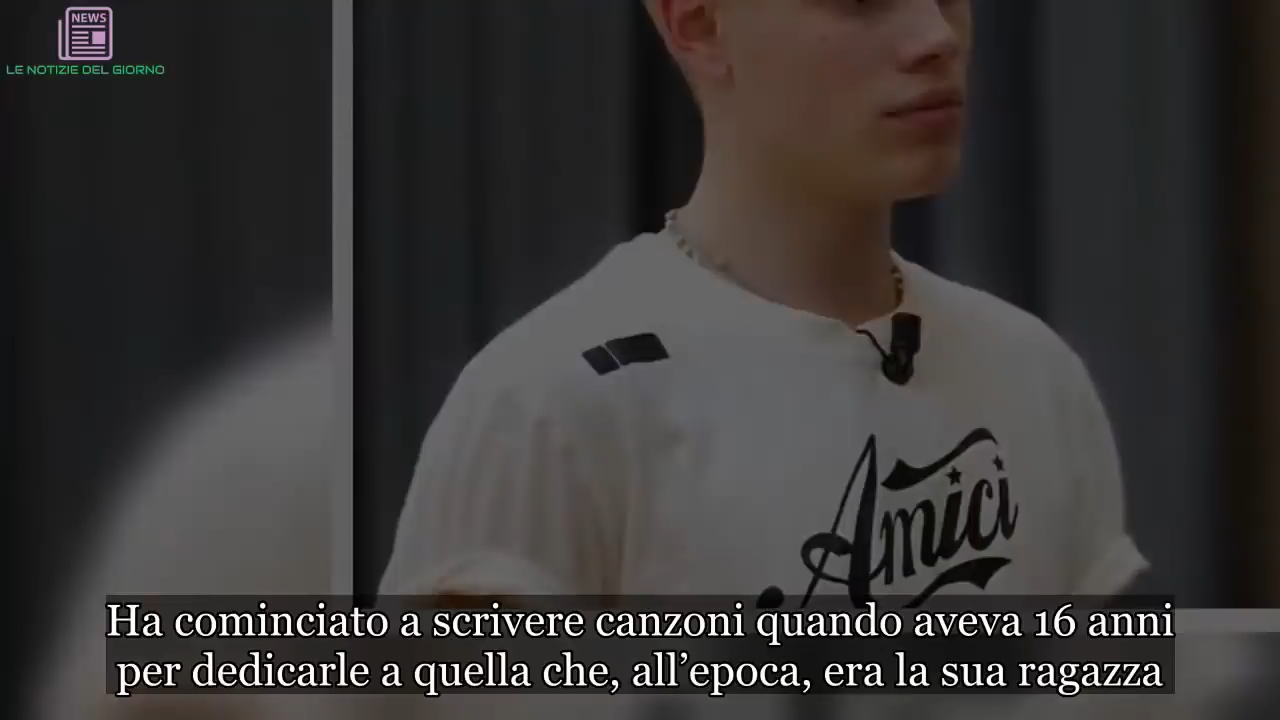 NEWS
LE NOTIZIE DEL GIORNO
Amici
Ha cominciato a scrivere canzoni quando aveva 16 anni
per dedicarle a quella che, all’epoca, era la sua ragazza